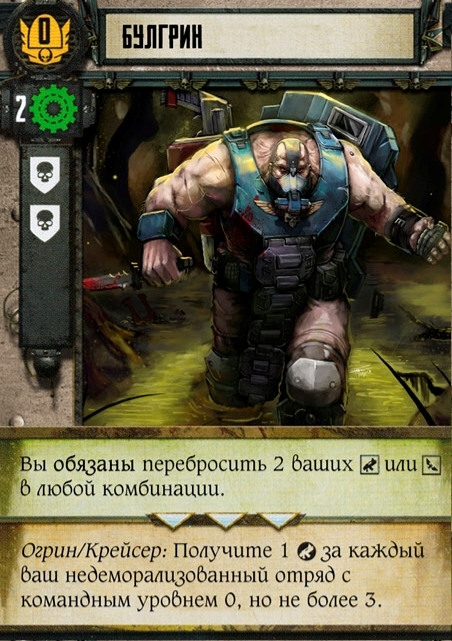 0
БУЛГРИН
2
Вы обязаны перебросить 2 ваших или
в любой комбинации.
Огрин/Крейсер: Получите 1 за каждый
ваш недеморализованный отряд с
командным уровнем 0, но не более 3.